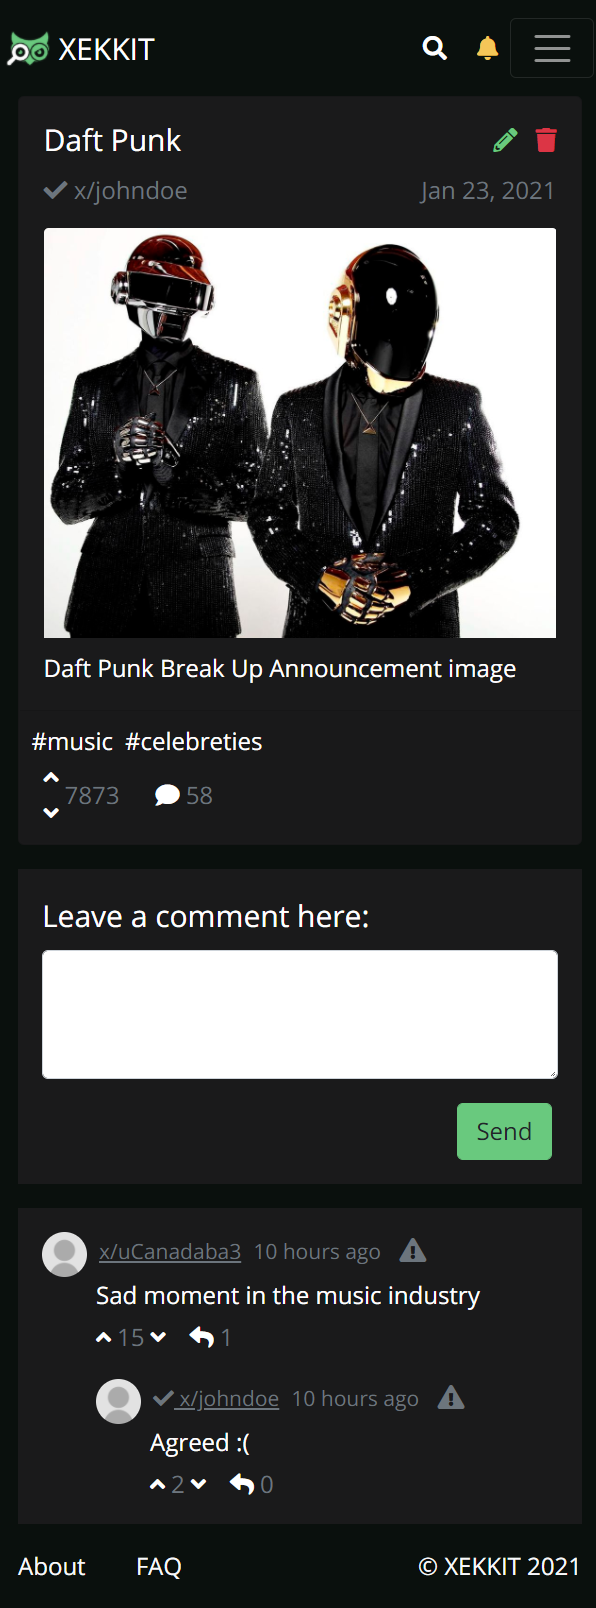 XEKKIT
Daft Punk
x/johndoe Jan 23, 2021
Daft Punk Break Up Announcement image
#music #celebreties
7873 58
Leave a comment here:
Send
x/uCanadaba3 10 hours ago
Sad moment in the music industry
15 1
x/johndoe 10 hours ago
Agreed :(
2 0
About FAQ © XEKKIT 2021